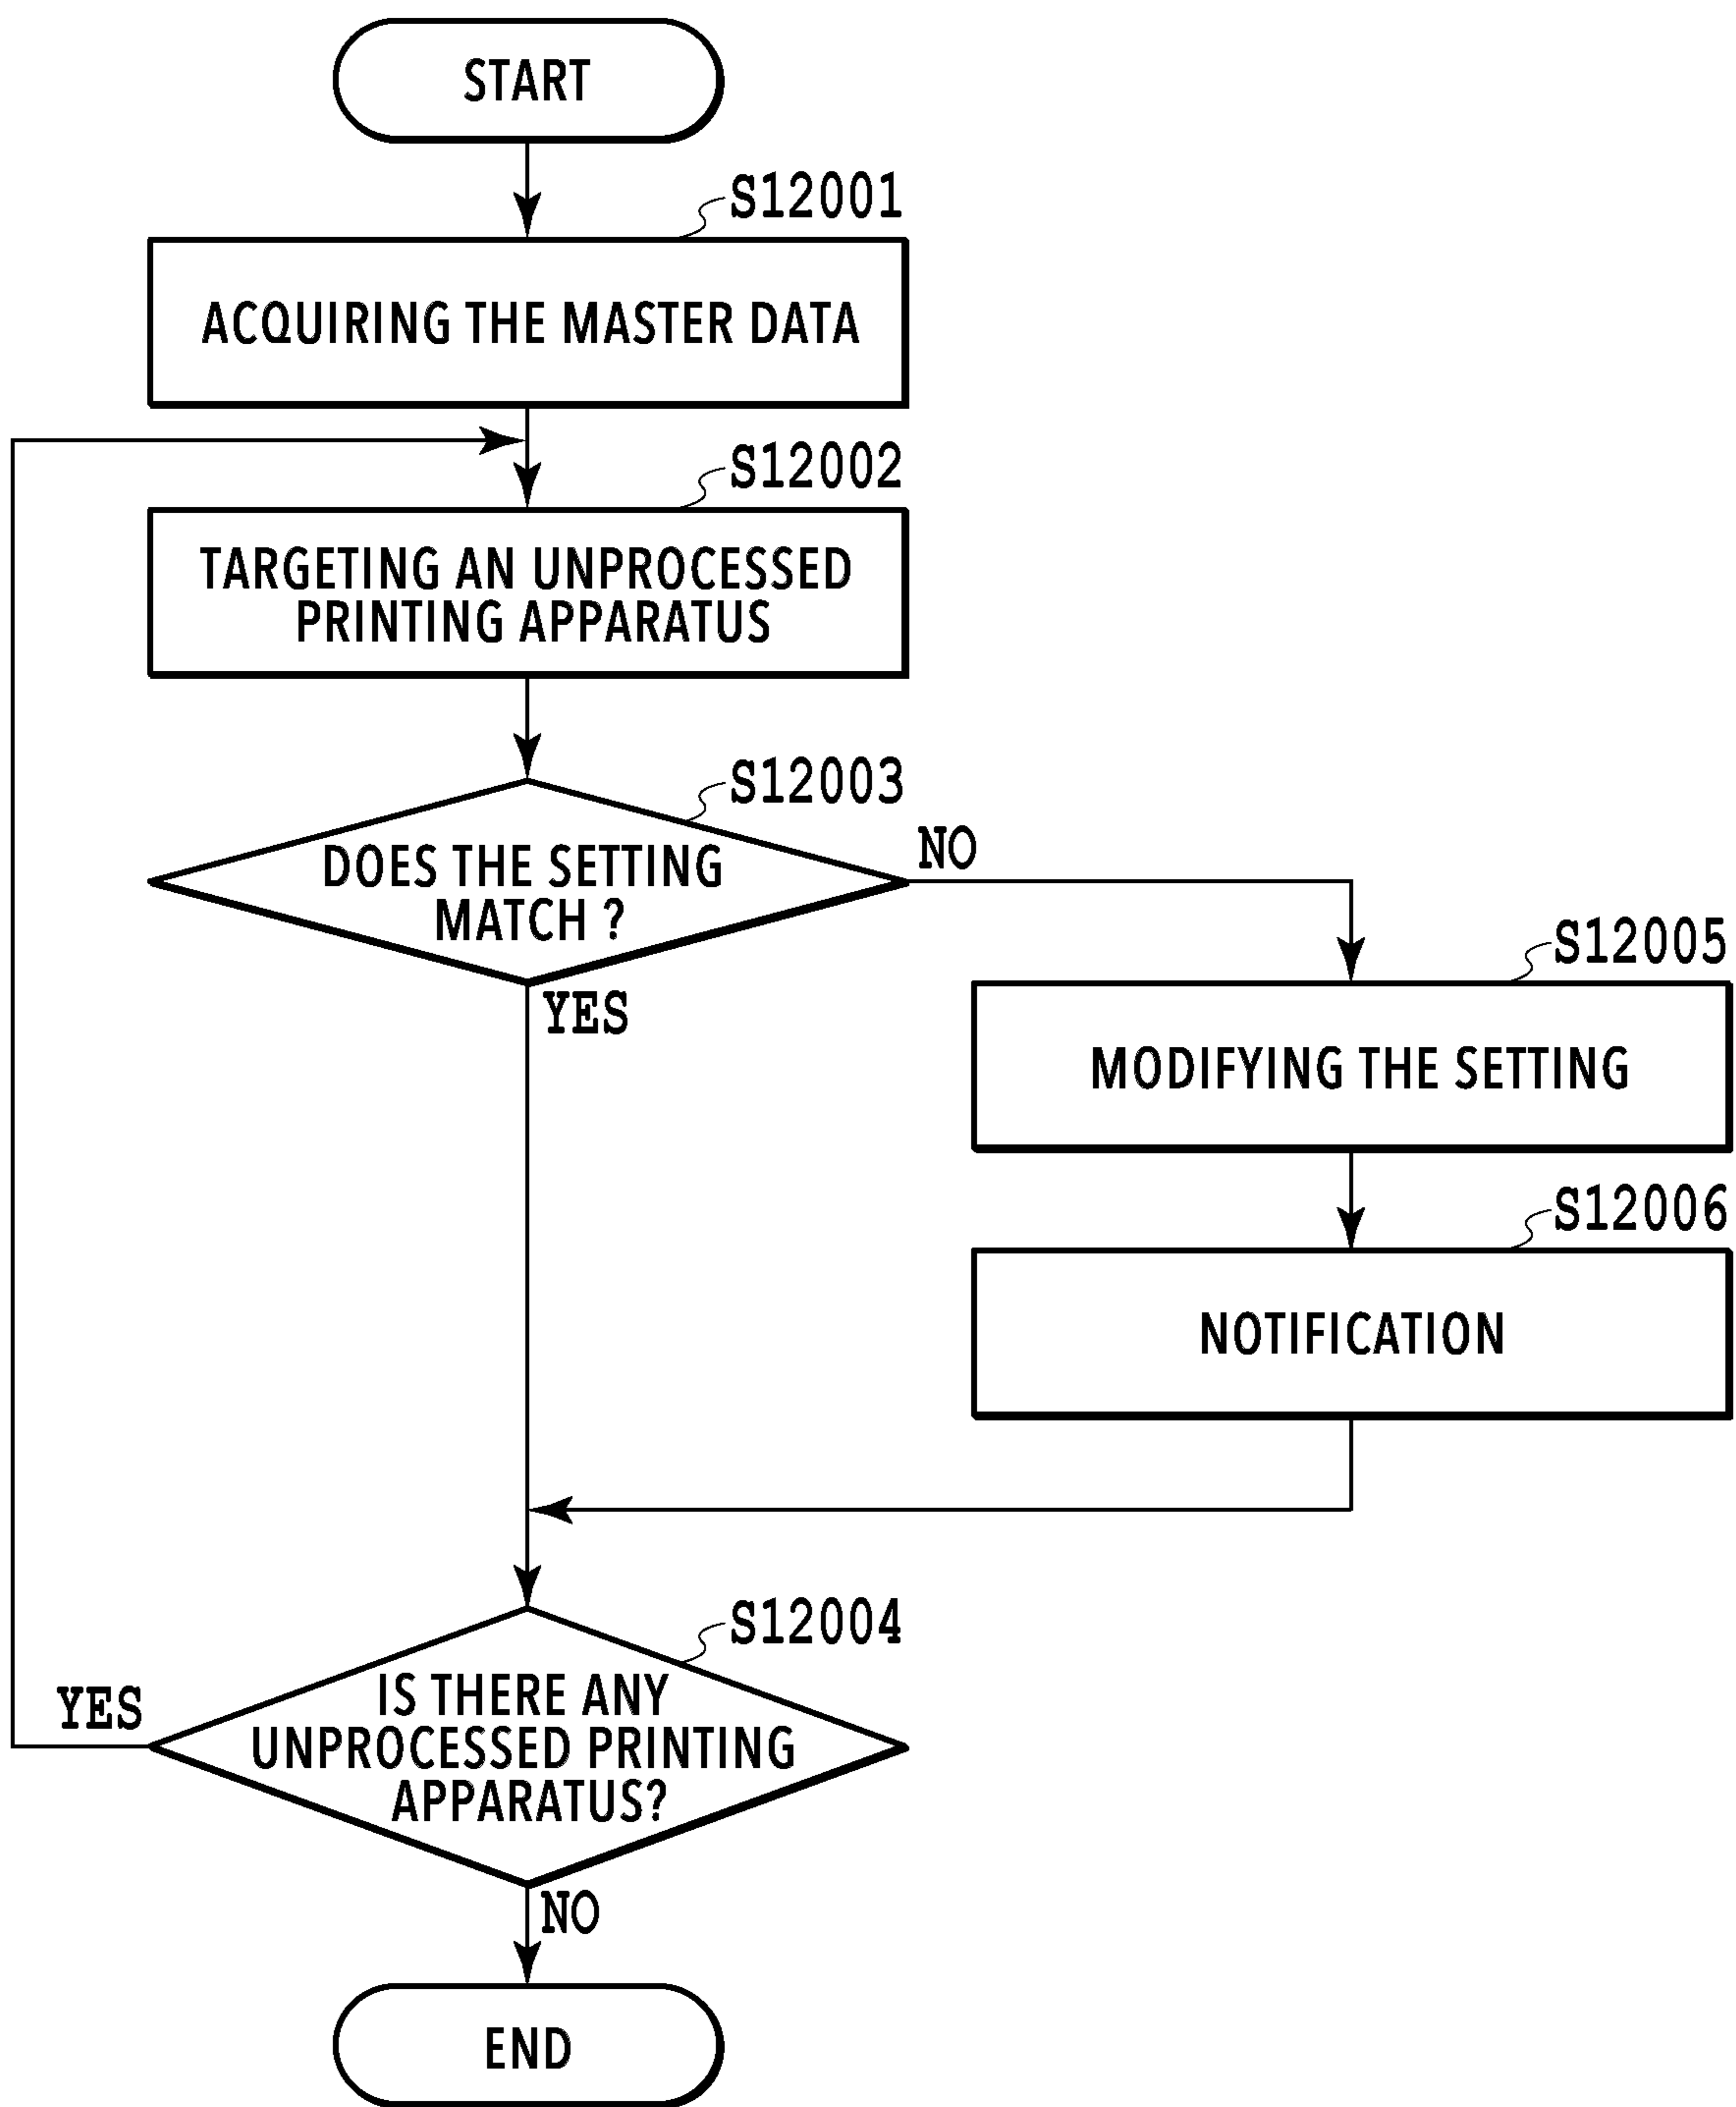 START
S12001
ACQUIRING THE MASTER DATA
S12002
TARGETING AN UNPROCESSED
PRINTING APPARATUS
S12003
DOES THE SETTING
MATCH ?
NO
YES
S12005
MODIFYING THE SETTING
S12006
NOTIFICATION
S12004
IS THERE ANY
UNPROCESSED PRINTING
APPARATUS?
YES
NO
END